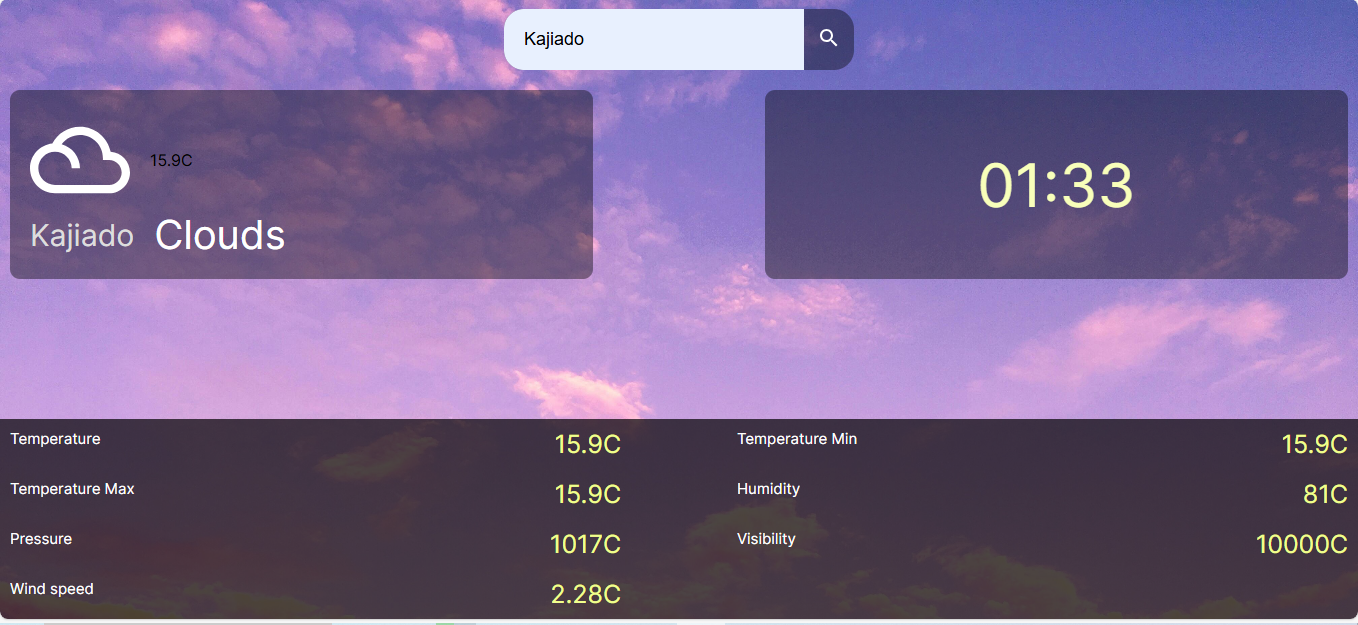 Kajiado
15.9C
Kajiado Clouds
01:33
Temperature 15.9C
Temperature Min 15.9C
Temperature Max 15.9C
Humidity 81C
Pressure 1017C
Visibility 10000C
Wind speed 2.28C